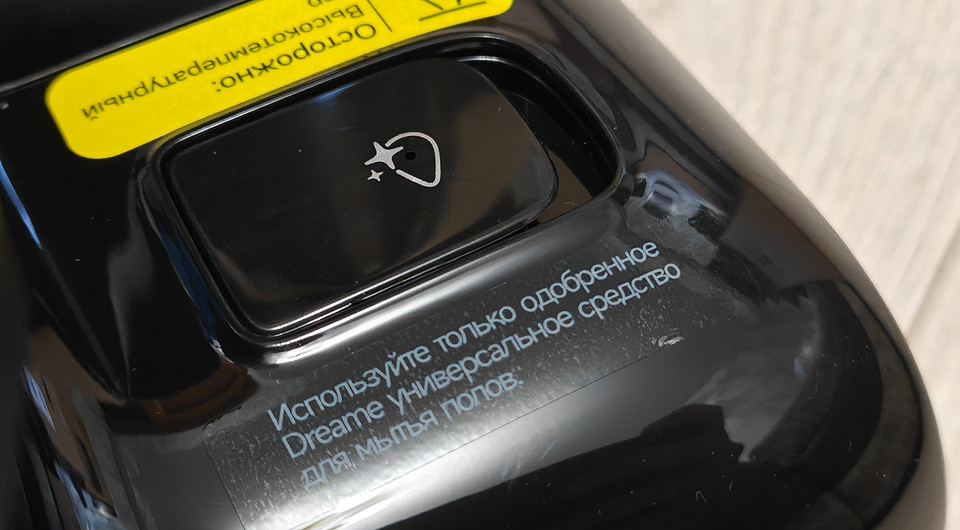 Осторожно:
Высокотемпературный
Используйте только одобренное
Dreame универсальное средство
для мытья полов.